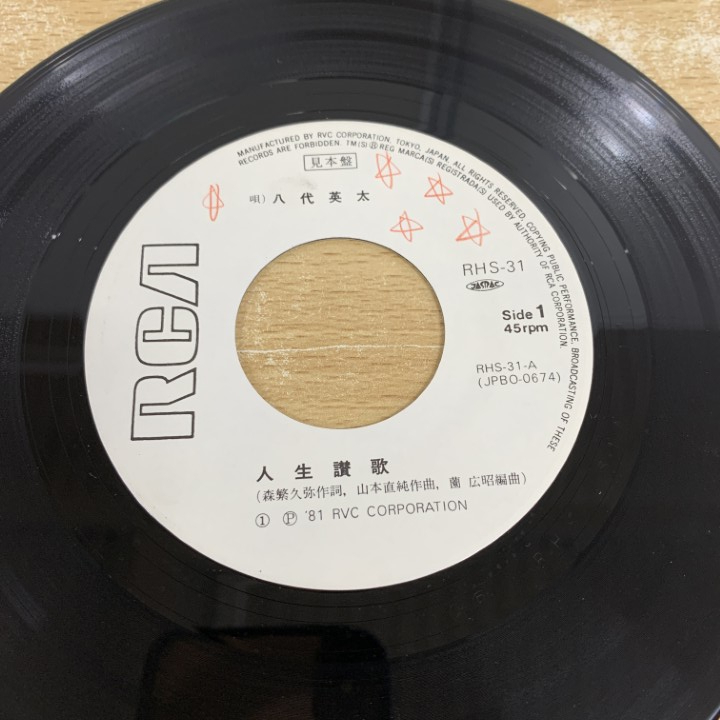 MANUFACTURED BY RVC CORPORATION, TOKYO, JAPAN, ALL RIGHTS RESERVED, COPYING PUBLIC PERFORMANCE, BROADCASTING OF THESE
RECORDS ARE FORBIDDEN. TM(S) ® REG MARCA(S) REGISTRADA(S) USED BY AUTHORITY OF RCA CORPORATION.
見本盤
唄) 八代英太
RCA
RHS-31
JASRAC
Side 1
45rpm
RHS-31-A
(JPBO-0674)
人生讃歌
(森繁久弥作詞, 山本直純作曲, 蘭 広昭編曲)
① ℗ '81 RVC CORPORATION